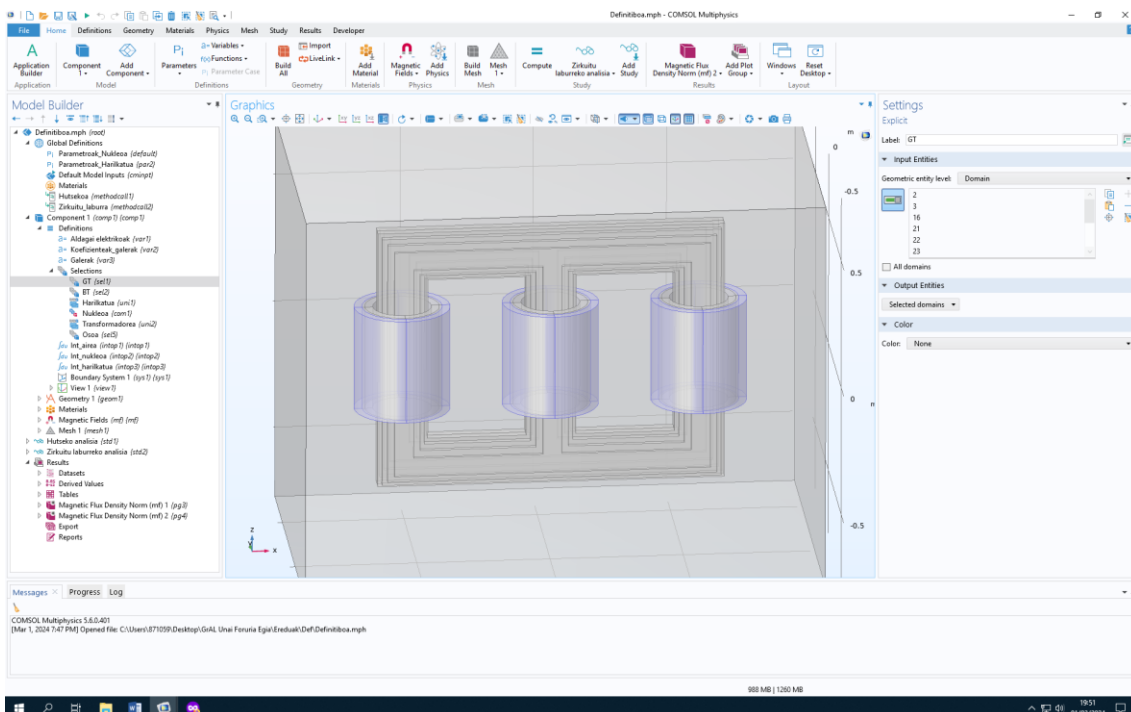 Definitiboa.mph - COMSOL Multiphysics
File Home Definitions Geometry Materials Physics Mesh Study Results Developer
Application Builder
Component 1
Add Component
Pi Parameters
a= Variables
f(x) Functions
Pi Parameter Case
Build All
Import
LiveLink
Add Material
Magnetic Fields
Add Physics
Build Mesh
Mesh 1
Compute
Zirkuitu laburreko analisia
Add Study
Magnetic Flux Density Norm (mf) 2
Add Plot Group
Windows
Reset Desktop
Application Model Definitions Geometry Materials Physics Mesh Study Results Layout
Model Builder
Definitiboa.mph (root)
Global Definitions
Pi Parametroak_Nukleoa (default)
Pi Parametroak_Harilkatua (par2)
Default Model Inputs (cminpt)
Materials
Hutsekoa (methodcall1)
Zirkuitu_laburra (methodcall2)
Component 1 (comp1) (comp1)
Definitions
a= Aldagai elektrikoak (var1)
a= Koefizienteak_galerak (var2)
a= Galerak (var3)
Selections
GT (sel1)
BT (sel2)
Harilkatua (uni1)
Nukleoa (com1)
Transformadorea (uni2)
Osoa (sel5)
Int_airea (intop1) (intop1)
Int_nukleoa (intop2) (intop2)
Int_harilkatua (intop3) (intop3)
Boundary System 1 (sys1) (sys1)
View 1 (view1)
Geometry 1 (geom1)
Materials
Magnetic Fields (mf) (mf)
Mesh 1 (mesh1)
Hutseko analisia (std1)
Zirkuitu laburreko analisia (std2)
Results
Datasets
Derived Values
Tables
Magnetic Flux Density Norm (mf) 1 (pg3)
Magnetic Flux Density Norm (mf) 2 (pg4)
Export
Reports
Graphics
m
0
-0.5
0.5
0
m
-0.5
z
y
x
Settings
Explicit
Label: GT
Input Entities
Geometric entity level: Domain
2
3
16
21
22
23
All domains
Output Entities
Selected domains
Color
Color: None
Messages Progress Log
COMSOL Multiphysics 5.6.0.401
[Mar 1, 2024 7:47 PM] Opened file: C:\Users\871059\Desktop\GrAL Unai Foruria Egia\Ereduak\Def\Definitiboa.mph
988 MB | 1260 MB
19:51